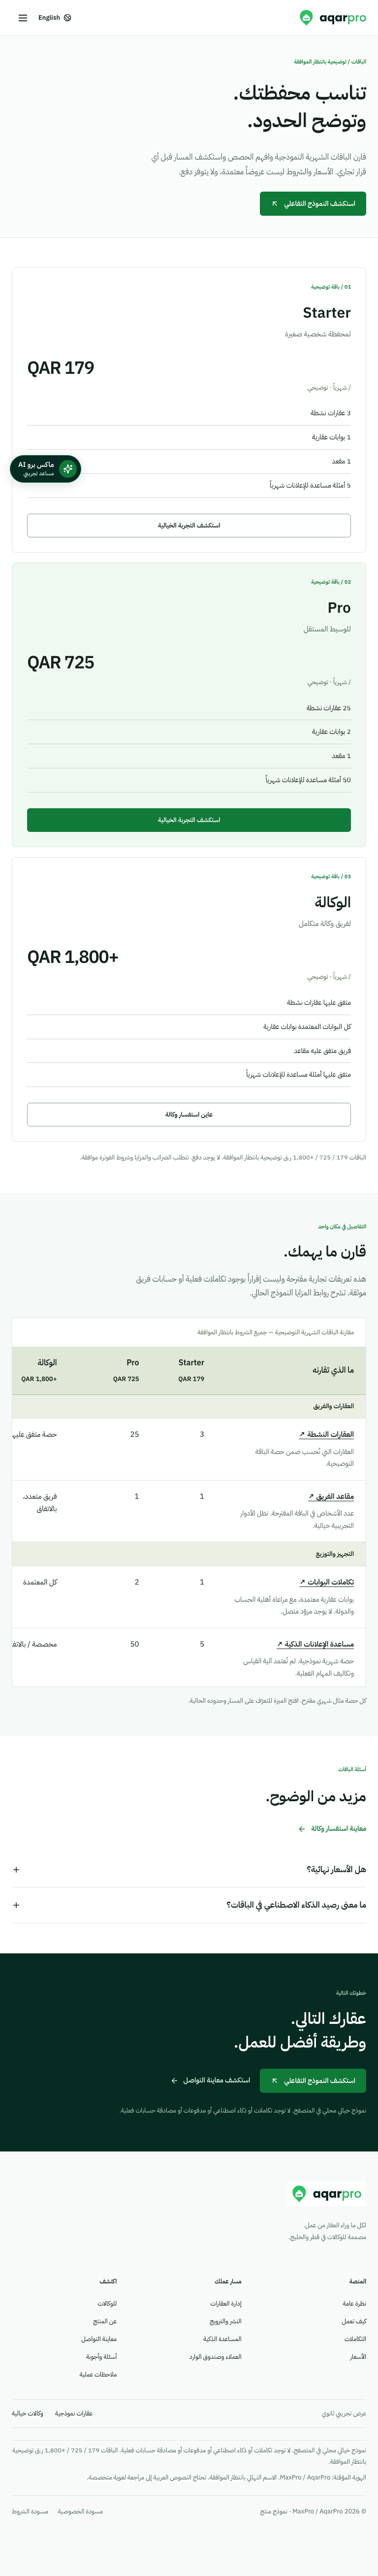 aqarpro
English
الباقات / توضيحية بانتظار الموافقة
تناسب محفظتك.
وتوضح الحدود.
قارن الباقات الشهرية النموذجية وافهم الحصص واستكشف المسار قبل أي
قرار تجاري. الأسعار والشروط ليست عروضاً معتمدة، ولا يتوفر دفع.
استكشف النموذج التفاعلي
01 / باقة توضيحية
Starter
لمحفظة شخصية صغيرة
QAR 179
/ شهرياً · توضيحي
3 عقارات نشطة
1 بوابات عقارية
1 مقعد
5 أمثلة مساعدة للإعلانات شهرياً
ماكس برو AI
مساعد تجريبي
استكشف التجربة الخيالية
02 / باقة توضيحية
Pro
للوسيط المستقل
QAR 725
/ شهرياً · توضيحي
25 عقارات نشطة
2 بوابات عقارية
1 مقعد
50 أمثلة مساعدة للإعلانات شهرياً
استكشف التجربة الخيالية
03 / باقة توضيحية
الوكالة
لفريق وكالة متكامل
QAR 1,800+
/ شهرياً · توضيحي
متفق عليها عقارات نشطة
كل البوابات المعتمدة بوابات عقارية
فريق متفق عليه مقاعد
متفق عليها أمثلة مساعدة للإعلانات شهرياً
عاين استفسار وكالة
الباقات 179 / 725 / +1,800 ر.ق توضيحية بانتظار الموافقة. لا يوجد دفع. تتطلب الضرائب والمزايا وشروط الفوترة موافقة.
التفاصيل في مكان واحد
قارن ما يهمك.
هذه تعريفات تجارية مقترحة وليست إقراراً بوجود تكاملات فعلية أو حسابات فريق
موثقة. تشرح روابط المزايا النموذج الحالي.
مقارنة الباقات الشهرية التوضيحية — جميع الشروط بانتظار الموافقة
ما الذي تقارنه Starter Pro الوكالة
QAR 179 QAR 725 QAR 1,800+
العقارات والفريق
العقارات النشطة ↗ 3 25 حصة متفق عليها
العقارات التي تُحسب ضمن حصة الباقة
التوضيحية.
مقاعد الفريق ↗ 1 1 فريق متعدد،
بالاتفاق
عدد الأشخاص في الباقة المقترحة. تظل الأدوار
التجريبية خيالية.
التجهيز والتوزيع
تكاملات البوابات ↗ 1 2 كل المعتمدة
بوابات عقارية معتمدة، مع مراعاة أهلية الحساب
والدولة. لا يوجد مزوّد متصل.
مساعدة الإعلانات الذكية ↗ 5 50 مخصصة /
حصة شهرية نموذجية. لم تُعتمد آلية القياس
وتكاليف المهام الفعلية.
كل حصة مثال شهري مقترح. افتح الميزة للتعرّف على المسار وحدوده الحالية.
أسئلة الباقات
مزيد من الوضوح.
معاينة استفسار وكالة
هل الأسعار نهائية؟
ما معنى رصيد الذكاء الاصطناعي في الباقات؟
خطوتك التالية
عقارك التالي.
وطريقة أفضل للعمل.
استكشف النموذج التفاعلي
استكشف معاينة التواصل
نموذج خيالي محلي في المتصفح. لا توجد تكاملات أو ذكاء اصطناعي أو مدفوعات أو مصادقة حسابات فعلية.
aqarpro
لكل ما وراء العقار من عمل.
مصممة للوكالات في قطر والخليج.
المنصة
نظرة عامة
كيف تعمل
التكاملات
الأسعار
مسار عملك
إدارة العقارات
النشر والترويج
المساعدة الذكية
العملاء وصندوق الوارد
اكتشف
للوكالات
عن المنتج
معاينة التواصل
أسئلة وأجوبة
ملاحظات عملية
عرض تجريبي ثانوي
عقارات نموذجية
وكالات خيالية
نموذج خيالي محلي في المتصفح. لا توجد تكاملات أو ذكاء اصطناعي أو مدفوعات أو مصادقة حسابات فعلية. الباقات 179 / 725 / +1,800 ر.ق توضيحية
بانتظار الموافقة.
الهوية المؤقتة: MaxPro / AqarPro. الاسم النهائي بانتظار الموافقة. تحتاج النصوص العربية إلى مراجعة لغوية متخصصة.
© 2026 MaxPro / AqarPro · نموذج منتج
مسودة الخصوصية
مسودة الشروط